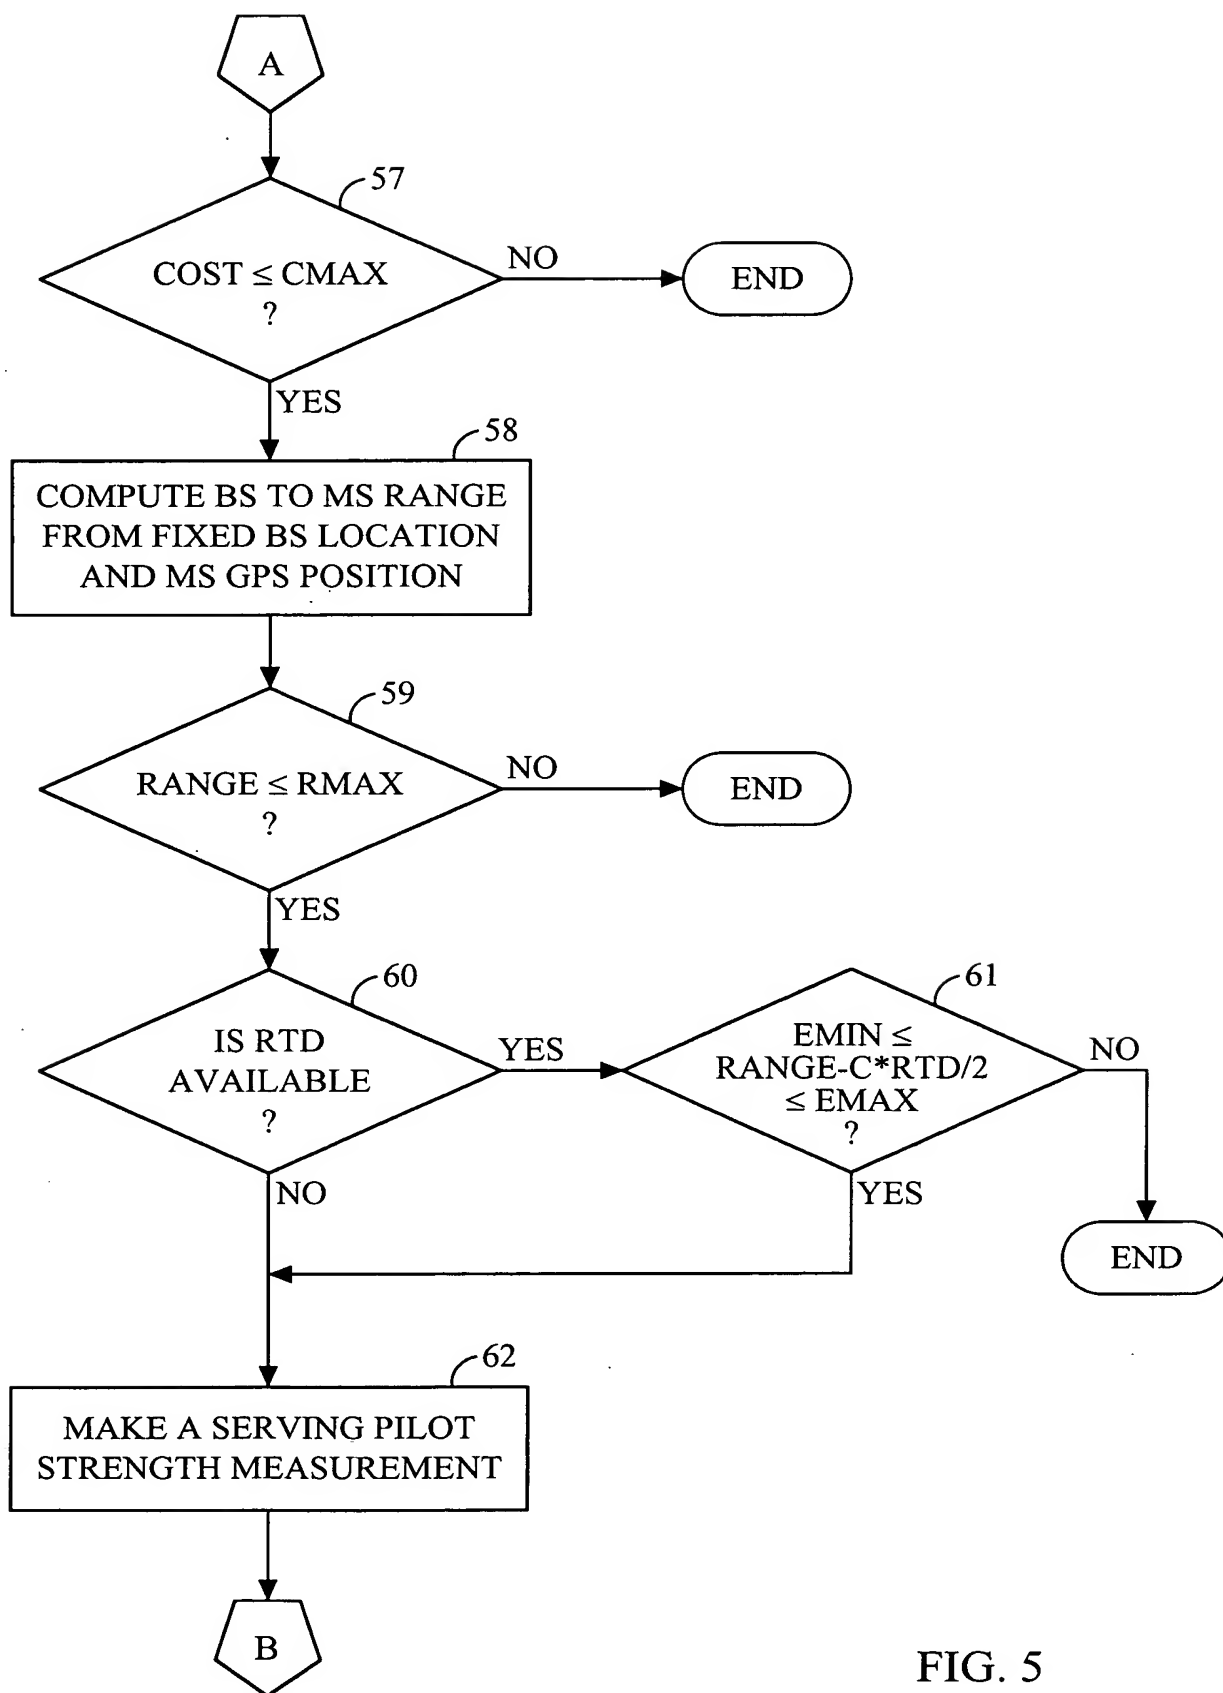 A
57
COST ≤ CMAX
?
NO
END
YES
58
COMPUTE BS TO MS RANGE
FROM FIXED BS LOCATION
AND MS GPS POSITION
59
RANGE ≤ RMAX
?
NO
END
YES
60
IS RTD
AVAILABLE
?
YES
61
EMIN ≤
RANGE-C*RTD/2
≤ EMAX
?
NO
NO
YES
END
62
MAKE A SERVING PILOT
STRENGTH MEASUREMENT
B
FIG. 5